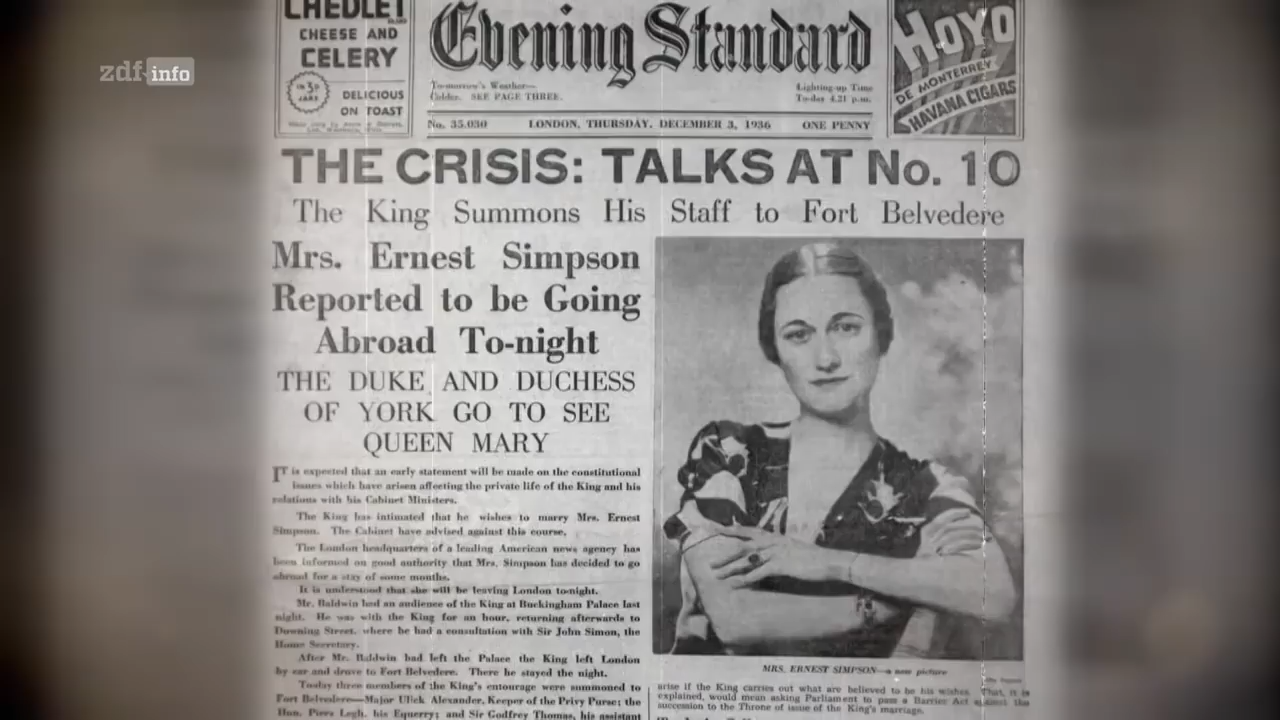 zdf.info
CHEDLET
CHEESE AND
CELERY
DELICIOUS
ON TOAST
Evening Standard
To-morrow's Weather—
Colder. SEE PAGE THREE.
Lighting-up Time
To-day 4.21 p.m.
HOYO
DE MONTERREY
HAVANA CIGARS
No. 35,030 LONDON, THURSDAY, DECEMBER 3, 1936 ONE PENNY
THE CRISIS: TALKS AT No. 10
The King Summons His Staff to Fort Belvedere
Mrs. Ernest Simpson
Reported to be Going
Abroad To-night
THE DUKE AND DUCHESS
OF YORK GO TO SEE
QUEEN MARY
IT is expected that an early statement will be made on the constitutional
issues which have arisen affecting the private life of the King and his
relations with his Cabinet Ministers.
The King has intimated that he wishes to marry Mrs. Ernest
Simpson. The Cabinet have advised against this course.
The London headquarters of a leading American news agency has
been informed on good authority that Mrs. Simpson has decided to go
abroad for a stay of some months.
It is understood that she will be leaving London to-night.
Mr. Baldwin had an audience of the King at Buckingham Palace last
night. He was with the King for an hour, returning afterwards to
Downing Street, where he had a consultation with Sir John Simon, the
Home Secretary.
After Mr. Baldwin had left the Palace the King left London
by car and drove to Fort Belvedere. There he stayed the night.
Today three members of the King's entourage were summoned to
Fort Belvedere—Major Ulick Alexander, Keeper of the Privy Purse; the
Hon. Piers Legh, his Equerry; and Sir Godfrey Thomas, his assistant
MRS. ERNEST SIMPSON—a new picture
arise if the King carries out what are believed to be his wishes. That, it is
explained, would mean asking Parliament to pass a Barrier Act against the
succession to the Throne of issue of the King's marriage.